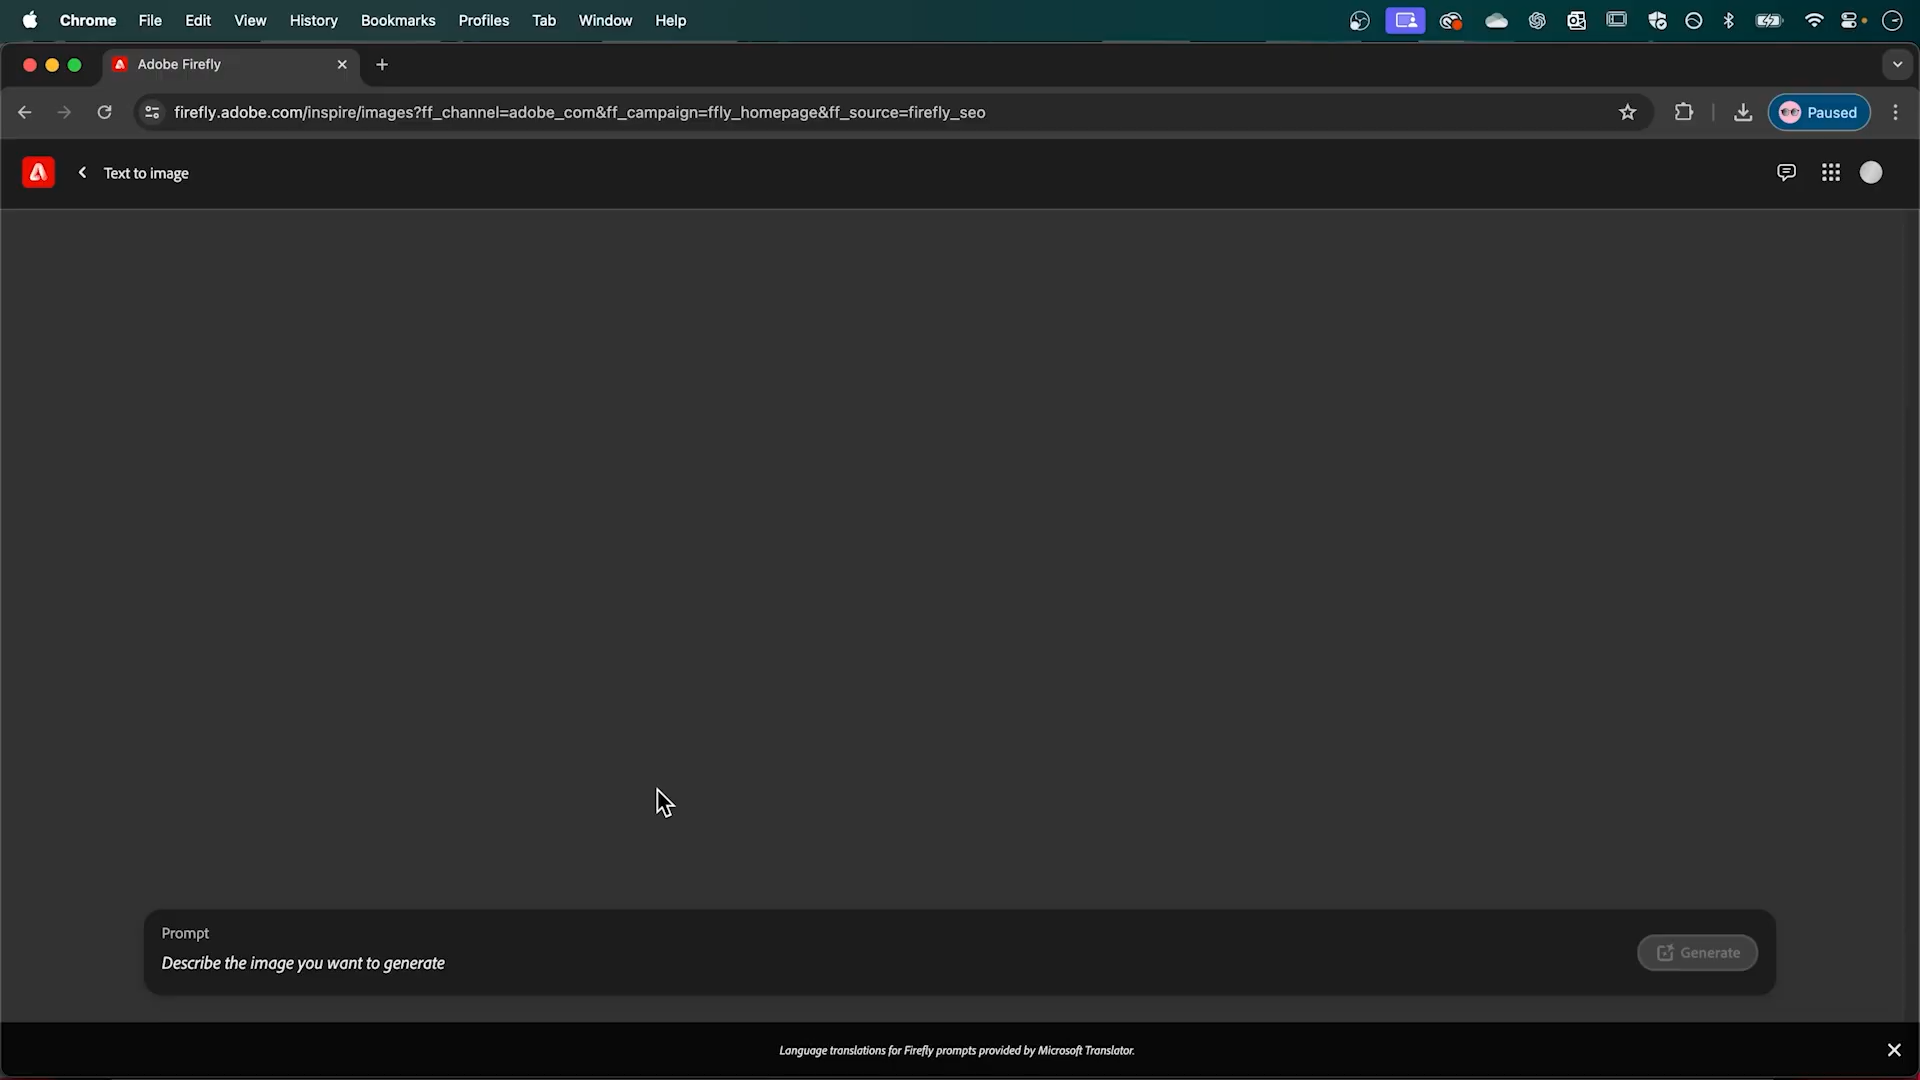 Chrome File Edit View History Bookmarks Profiles Tab Window Help
Adobe Firefly
firefly.adobe.com/inspire/images?ff_channel=adobe_com&ff_campaign=ffly_homepage&ff_source=firefly_seo
Paused
Text to image
Prompt
Describe the image you want to generate
Generate
Language translations for Firefly prompts provided by Microsoft Translator.